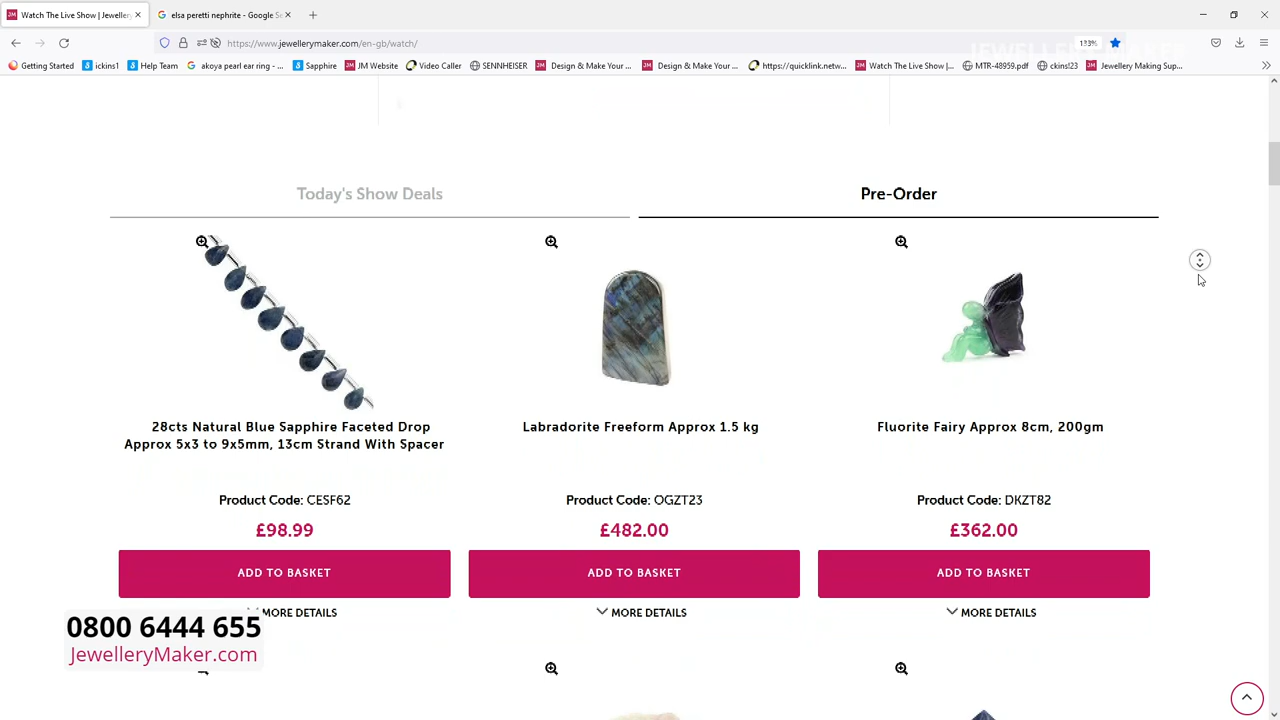 Watch The Live Show | Jewellery
elsa peretti nephrite - Google Se
https://www.jewellerymaker.com/en-gb/watch/
133%
JEWELLERYMAKER
Getting Started
ickins1
Help Team
akoya pearl ear ring - ...
Sapphire
JM Website
Video Caller
SENNHEISER
Design & Make Your ...
Design & Make Your ...
https://quicklink.netw...
Watch The Live Show |...
MTR-48959.pdf
ckins!23
Jewellery Making Sup...
Today's Show Deals
Pre-Order
28cts Natural Blue Sapphire Faceted Drop
Approx 5x3 to 9x5mm, 13cm Strand With Spacer
Product Code: CESF62
£98.99
ADD TO BASKET
MORE DETAILS
Labradorite Freeform Approx 1.5 kg
Product Code: OGZT23
£482.00
ADD TO BASKET
MORE DETAILS
Fluorite Fairy Approx 8cm, 200gm
Product Code: DKZT82
£362.00
ADD TO BASKET
MORE DETAILS
0800 6444 655
JewelleryMaker.com